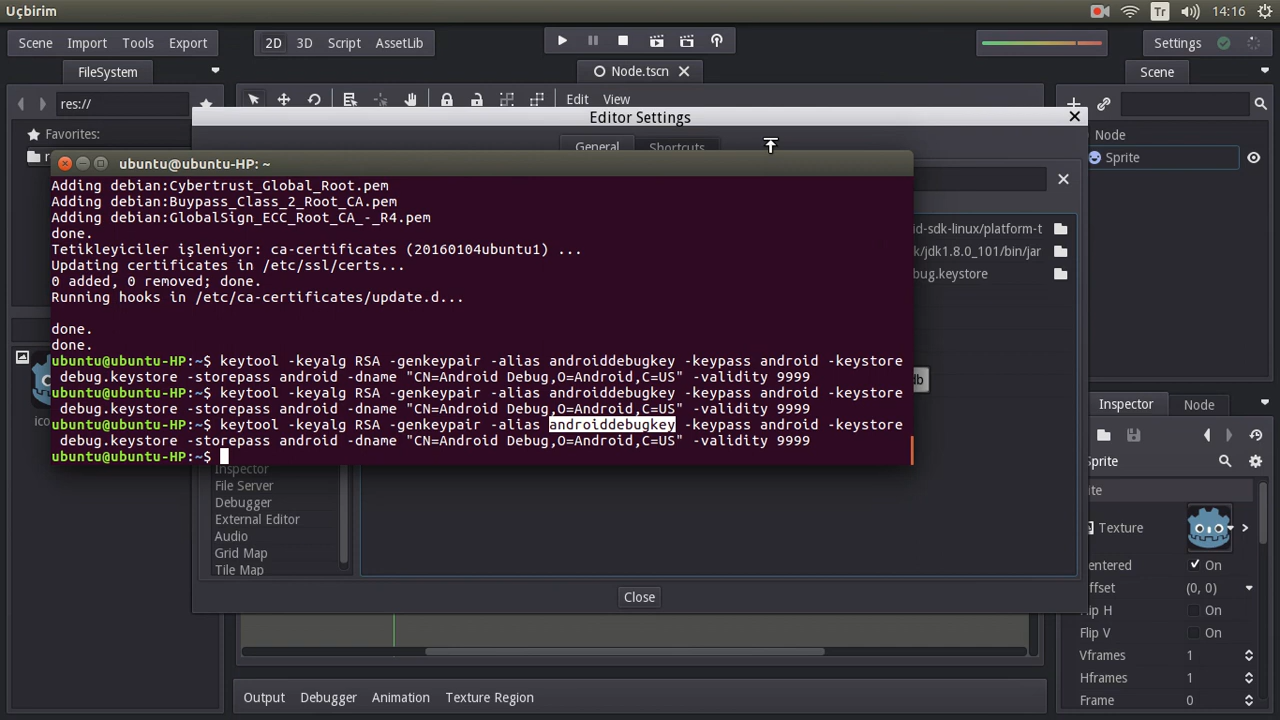 Uçbirim
Tr
14:16
Scene Import Tools Export
2D 3D Script AssetLib
Settings
FileSystem
Node.tscn
Scene
res://
Edit View
Favorites:
Editor Settings
General Shortcuts
Node
Sprite
ubuntu@ubuntu-HP: ~
Adding debian:Cybertrust_Global_Root.pem
Adding debian:Buypass_Class_2_Root_CA.pem
Adding debian:GlobalSign_ECC_Root_CA_-_R4.pem
done.
Tetikleyiciler işleniyor: ca-certificates (20160104ubuntu1) ...
Updating certificates in /etc/ssl/certs...
0 added, 0 removed; done.
Running hooks in /etc/ca-certificates/update.d...
done.
done.
ubuntu@ubuntu-HP:~$ keytool -keyalg RSA -genkeypair -alias androiddebugkey -keypass android -keystore
debug.keystore -storepass android -dname "CN=Android Debug,O=Android,C=US" -validity 9999
ubuntu@ubuntu-HP:~$ keytool -keyalg RSA -genkeypair -alias androiddebugkey -keypass android -keystore
debug.keystore -storepass android -dname "CN=Android Debug,O=Android,C=US" -validity 9999
ubuntu@ubuntu-HP:~$ keytool -keyalg RSA -genkeypair -alias androiddebugkey -keypass android -keystore
debug.keystore -storepass android -dname "CN=Android Debug,O=Android,C=US" -validity 9999
ubuntu@ubuntu-HP:~$
id-sdk-linux/platform-t
k/jdk1.8.0_101/bin/jar
bug.keystore
db
ico
Inspector
File Server
Debugger
External Editor
Audio
Grid Map
Tile Map
Close
Inspector Node
Sprite
ite
Texture
entered On
Offset (0, 0)
lip H On
Flip V On
Vframes 1
Hframes 1
Frame 0
Output Debugger Animation Texture Region